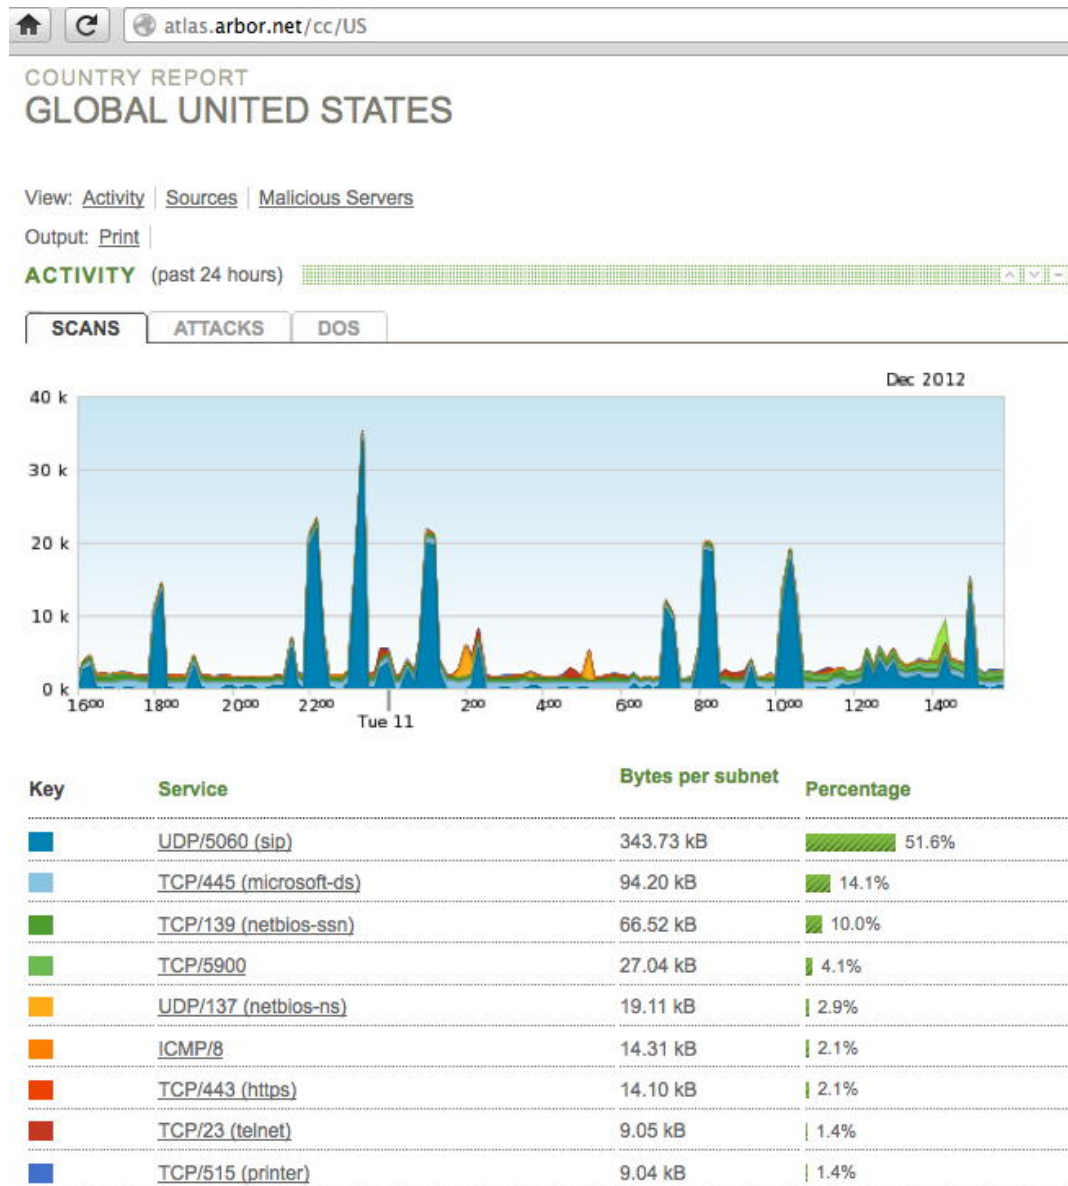 atlas.arbor.net/cc/US
COUNTRY REPORT
GLOBAL UNITED STATES
View: Activity Sources Malicious Servers
Output: Print
ACTIVITY (past 24 hours)
SCANS ATTACKS DOS
Dec 2012
40 k
30 k
20 k
10 k
0 k
16⁰⁰ 18⁰⁰ 20⁰⁰ 22⁰⁰ 2⁰⁰ 4⁰⁰ 6⁰⁰ 8⁰⁰ 10⁰⁰ 12⁰⁰ 14⁰⁰
Tue 11
Key Service Bytes per subnet Percentage
UDP/5060 (sip) 343.73 kB 51.6%
TCP/445 (microsoft-ds) 94.20 kB 14.1%
TCP/139 (netbios-ssn) 66.52 kB 10.0%
TCP/5900 27.04 kB 4.1%
UDP/137 (netbios-ns) 19.11 kB 2.9%
ICMP/8 14.31 kB 2.1%
TCP/443 (https) 14.10 kB 2.1%
TCP/23 (telnet) 9.05 kB 1.4%
TCP/515 (printer) 9.04 kB 1.4%